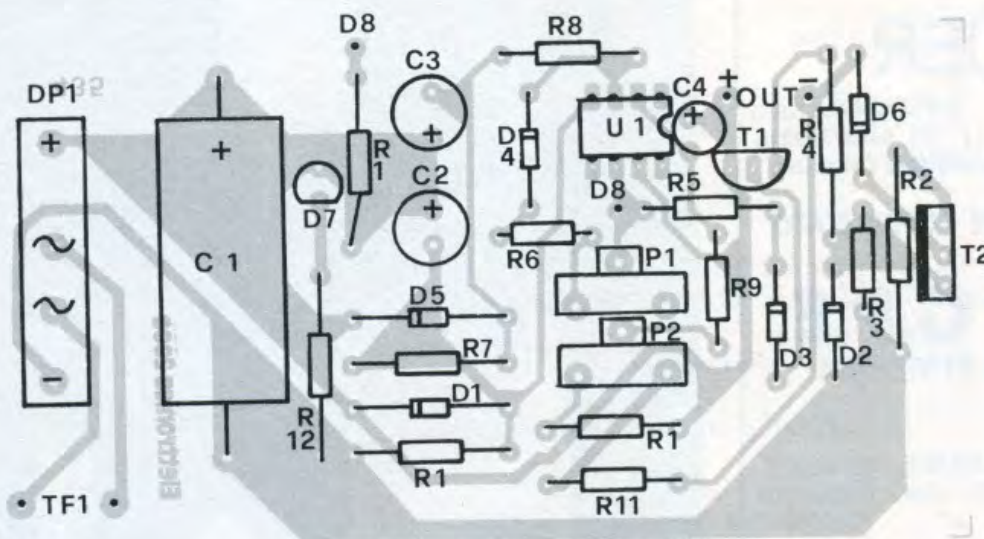 D8
R8
C3
DP1
+
+
C4
+
+
-
OUT
D6
R
4
U 1
T1
D
4
R
1
+
C2
D7
+
D8
R5
R2
C 1
R6
P1
R9
T2
D5
R
3
R7
P2
D3
D2
D1
-
R
12
R1
R1
R11
TF1